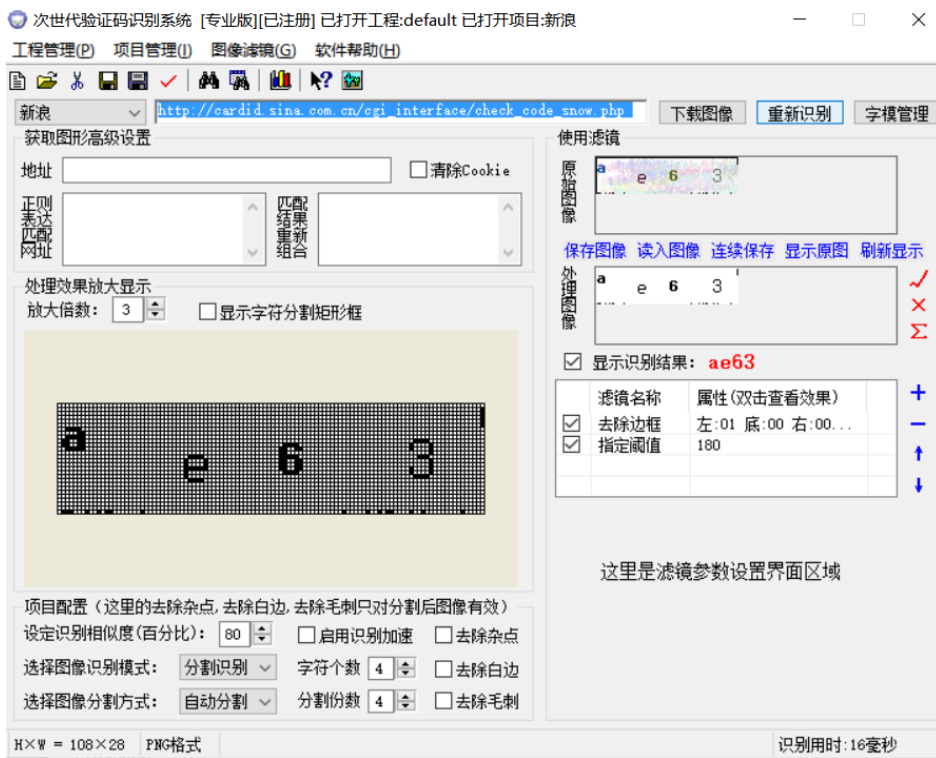 次世代验证码识别系统 [专业版][已注册] 已打开工程:default 已打开项目:新浪
工程管理(P) 项目管理(I) 图像滤镜(G) 软件帮助(H)
新浪 http://cardid.sina.com.cn/cgi_interface/check_code_snow.php 下载图像 重新识别 字模管理
获取图形高级设置
地址 清除Cookie
正则表达匹配网址
匹配结果重新组合
处理效果放大显示
放大倍数: 3 显示字符分割矩形框
a e 6 3
项目配置(这里的去除杂点,去除白边,去除毛刺只对分割后图像有效)
设定识别相似度(百分比): 80 启用识别加速 去除杂点
选择图像识别模式: 分割识别 字符个数 4 去除白边
选择图像分割方式: 自动分割 分割份数 4 去除毛刺
使用滤镜
原始图像
a e 6 3
保存图像 读入图像 连续保存 显示原图 刷新显示
处理图像
a e 6 3
显示识别结果: ae63
滤镜名称 属性(双击查看效果)
去除边框 左:01 底:00 右:00...
指定阈值 180
这里是滤镜参数设置界面区域
H×W = 108×28 PNG格式 识别用时:16毫秒